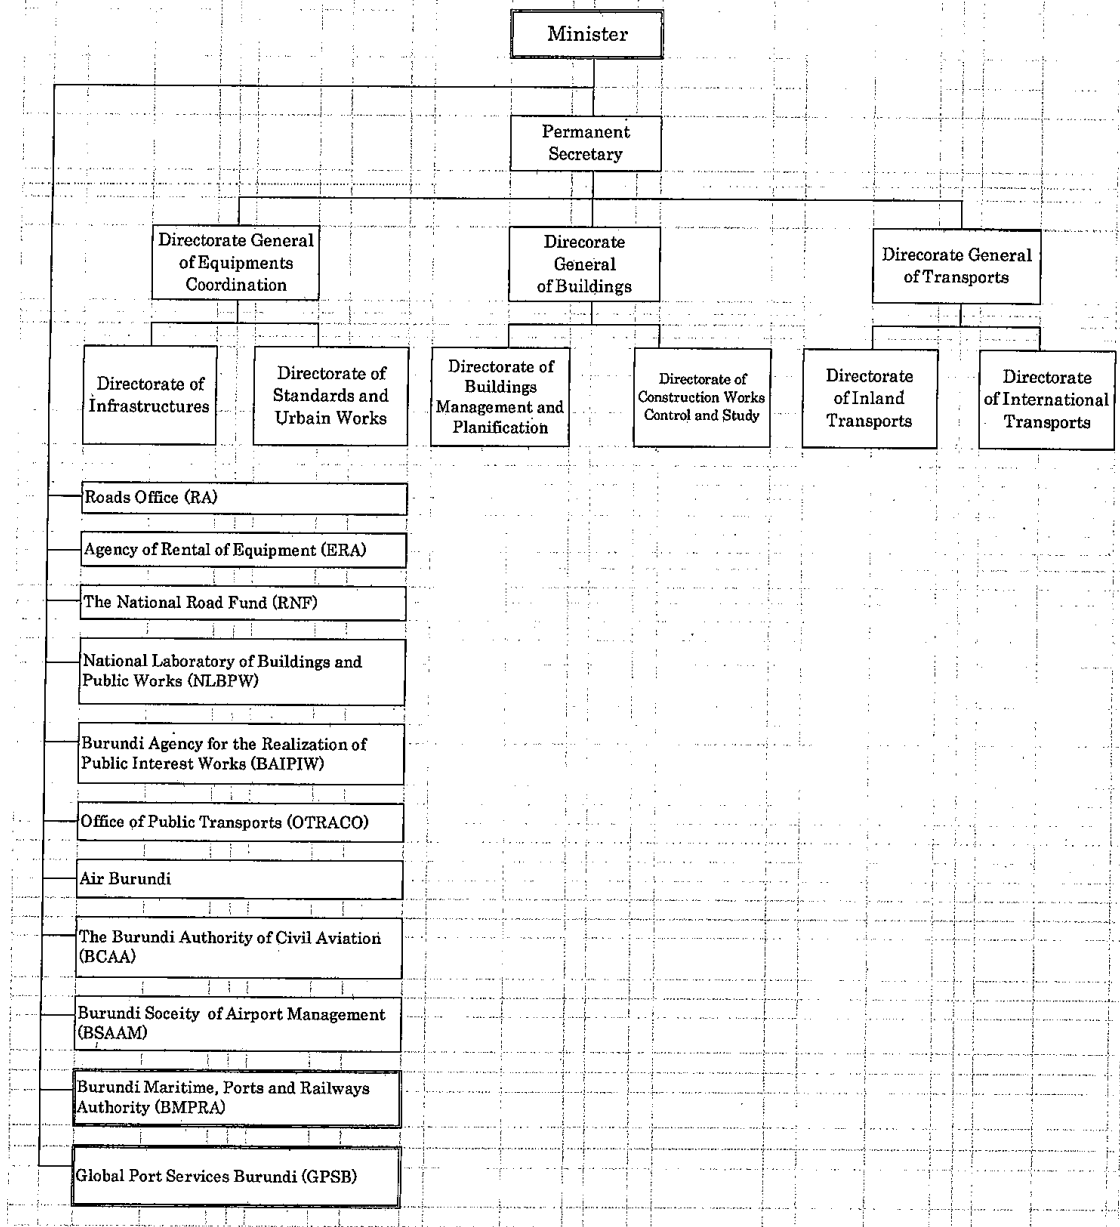 Minister
Permanent
Secretary
Directorate General
of Equipments
Coordination
Direcorate
General
of Buildings
Direcorate General
of Transports
Directorate of
Infrastructures
Directorate of
Standards and
Urbain Works
Directorate of
Buildings
Management and
Planification
Directorate of
Construction Works
Control and Study
Directorate
of Inland
Transports
Directorate
of International
Transports
Roads Office (RA)
Agency of Rental of Equipment (ERA)
The National Road Fund (RNF)
National Laboratory of Buildings and
Public Works (NLBPW)
Burundi Agency for the Realization of
Public Interest Works (BAIPIW)
Office of Public Transports (OTRACO)
Air Burundi
The Burundi Authority of Civil Aviation
(BCAA)
Burundi Soceity of Airport Management
(BSAAM)
Burundi Maritime, Ports and Railways
Authority (BMPRA)
Global Port Services Burundi (GPSB)